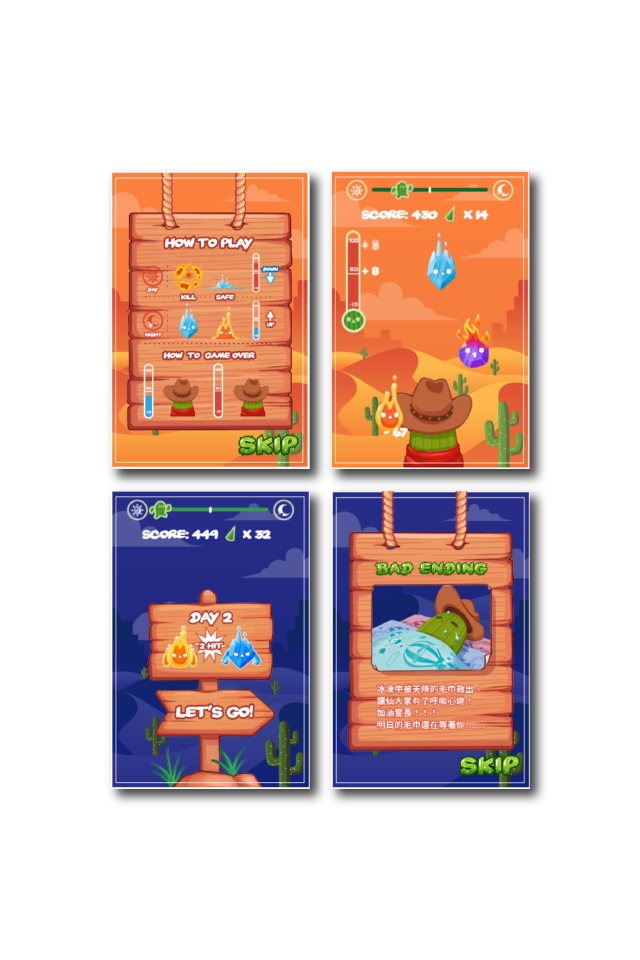 HOW TO PLAY
DAY
KILL
SAFE
DOWN
NIGHT
UP
HOW TO GAME OVER
SKIP
SCORE: 430 X 14
100
+ 5
50
+ 8
-10
- 67
SCORE: 449 X 32
DAY 2
2 HIT
LET'S GO!
BAD ENDING
冰凍中被天降的毛巾救出，
讓仙人掌有了呼吸心跳！
加油警長！！！
明日的毛巾還在等著你......
SKIP